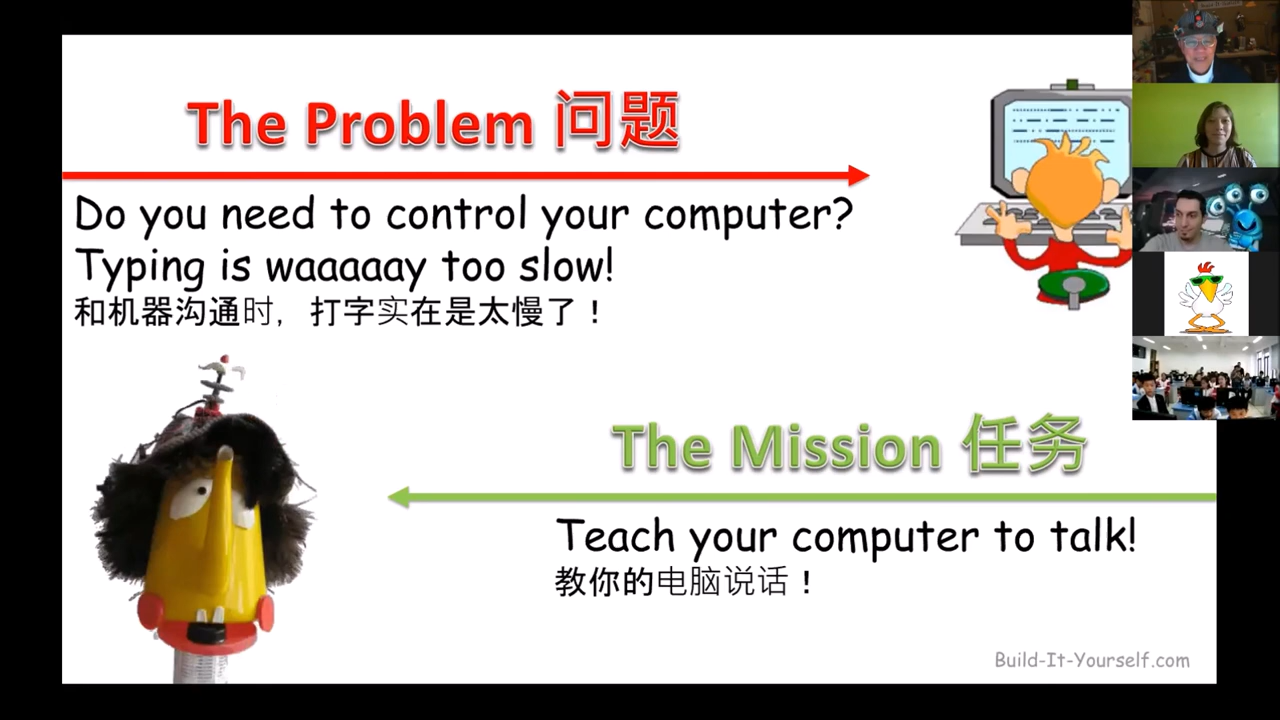 The Problem 问题
Do you need to control your computer?
Typing is waaaaay too slow!
和机器沟通时，打字实在是太慢了！
The Mission 任务
Teach your computer to talk!
教你的电脑说话！
Build-It-Yourself.com